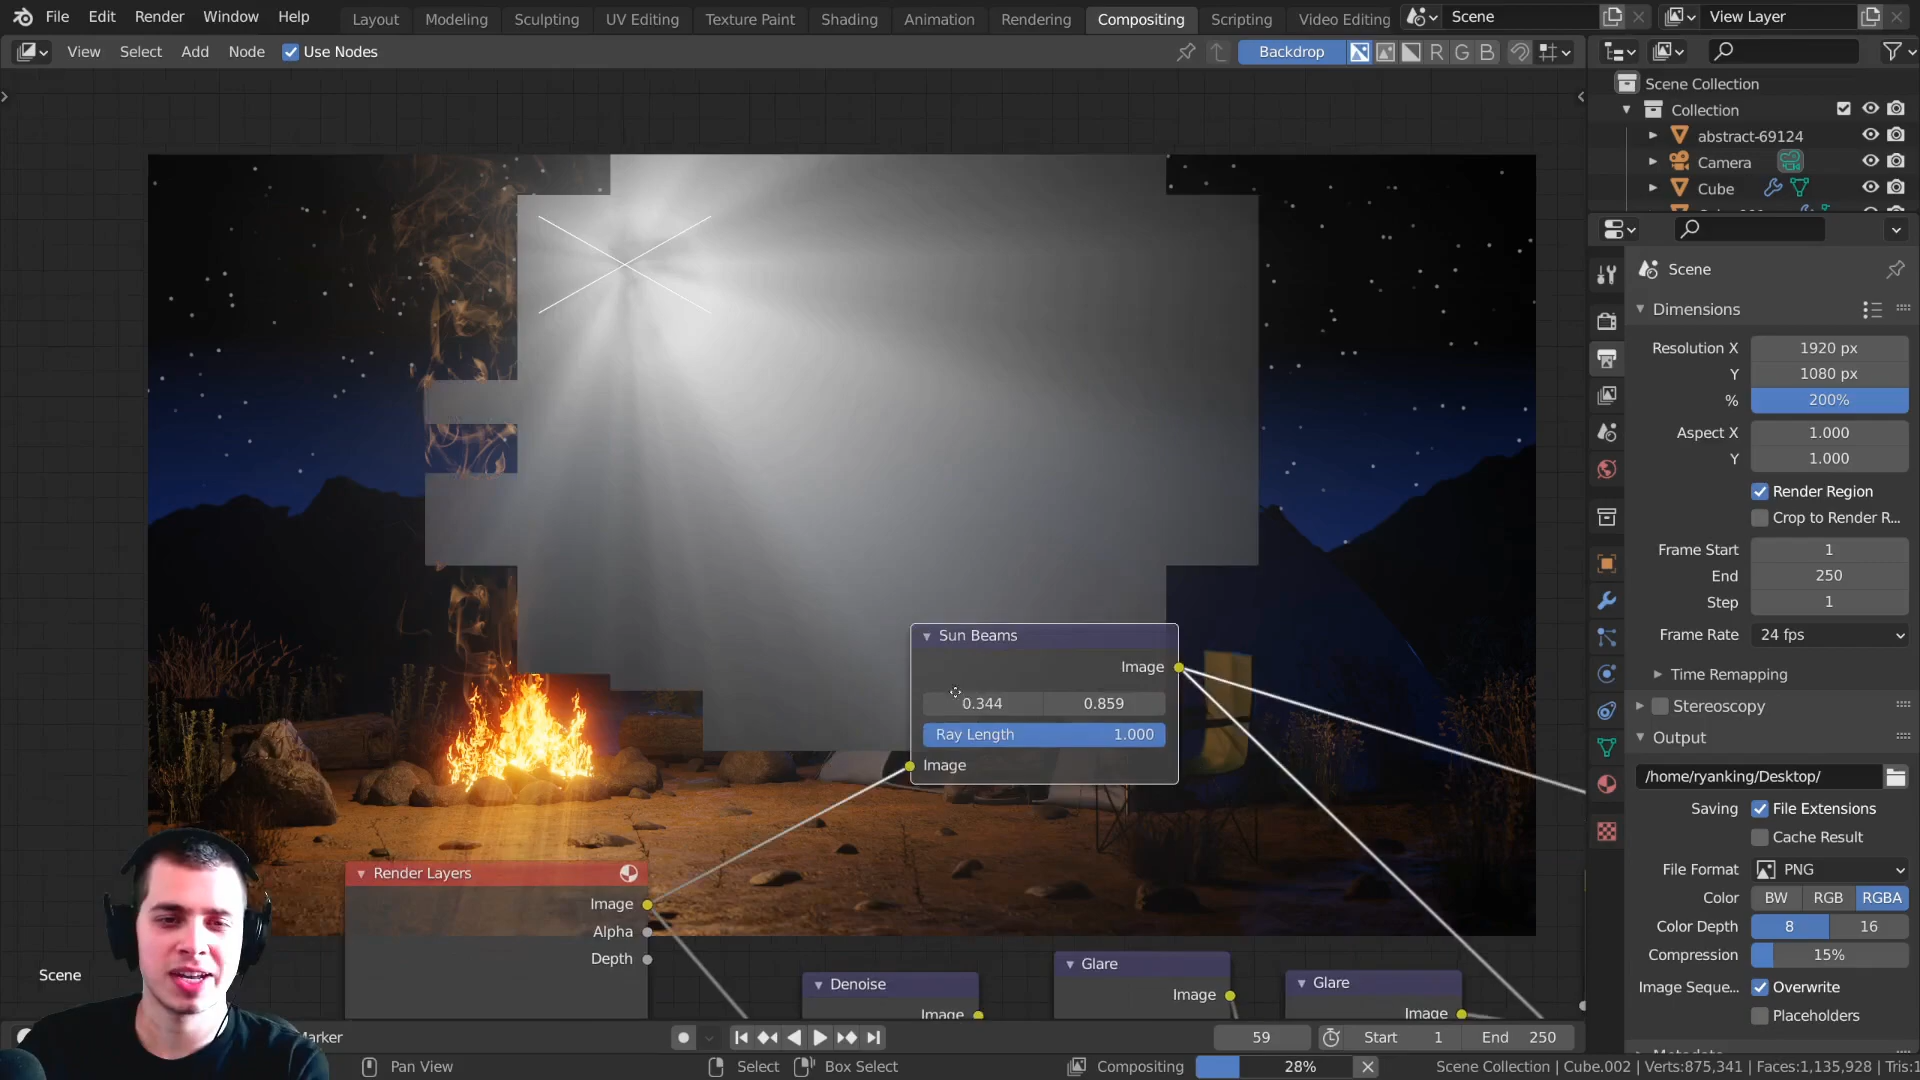 File Edit Render Window Help Layout Modeling Sculpting UV Editing Texture Paint Shading Animation Rendering Compositing Scripting Video Editing Scene View Layer
View Select Add Node Use Nodes Backdrop R G B
Scene Collection
Collection
abstract-69124
Camera
Cube
Scene
Dimensions
Resolution X 1920 px
Y 1080 px
% 200%
Aspect X 1.000
Y 1.000
Render Region
Crop to Render R...
Frame Start 1
End 250
Step 1
Frame Rate 24 fps
Time Remapping
Stereoscopy
Output
/home/ryanking/Desktop/
Saving File Extensions
Cache Result
File Format PNG
Color BW RGB RGBA
Color Depth 8 16
Compression 15%
Image Seque... Overwrite
Placeholders
Sun Beams
Image
0.344 0.859
Ray Length 1.000
Image
Render Layers
Image
Alpha
Depth
Scene
Denoise
Image
Glare
Image
Glare
Image
Marker 59 Start 1 End 250
Pan View Select Box Select Compositing 28% Scene Collection | Cube.002 | Verts:875,341 | Faces:1,135,928 | Tris:1